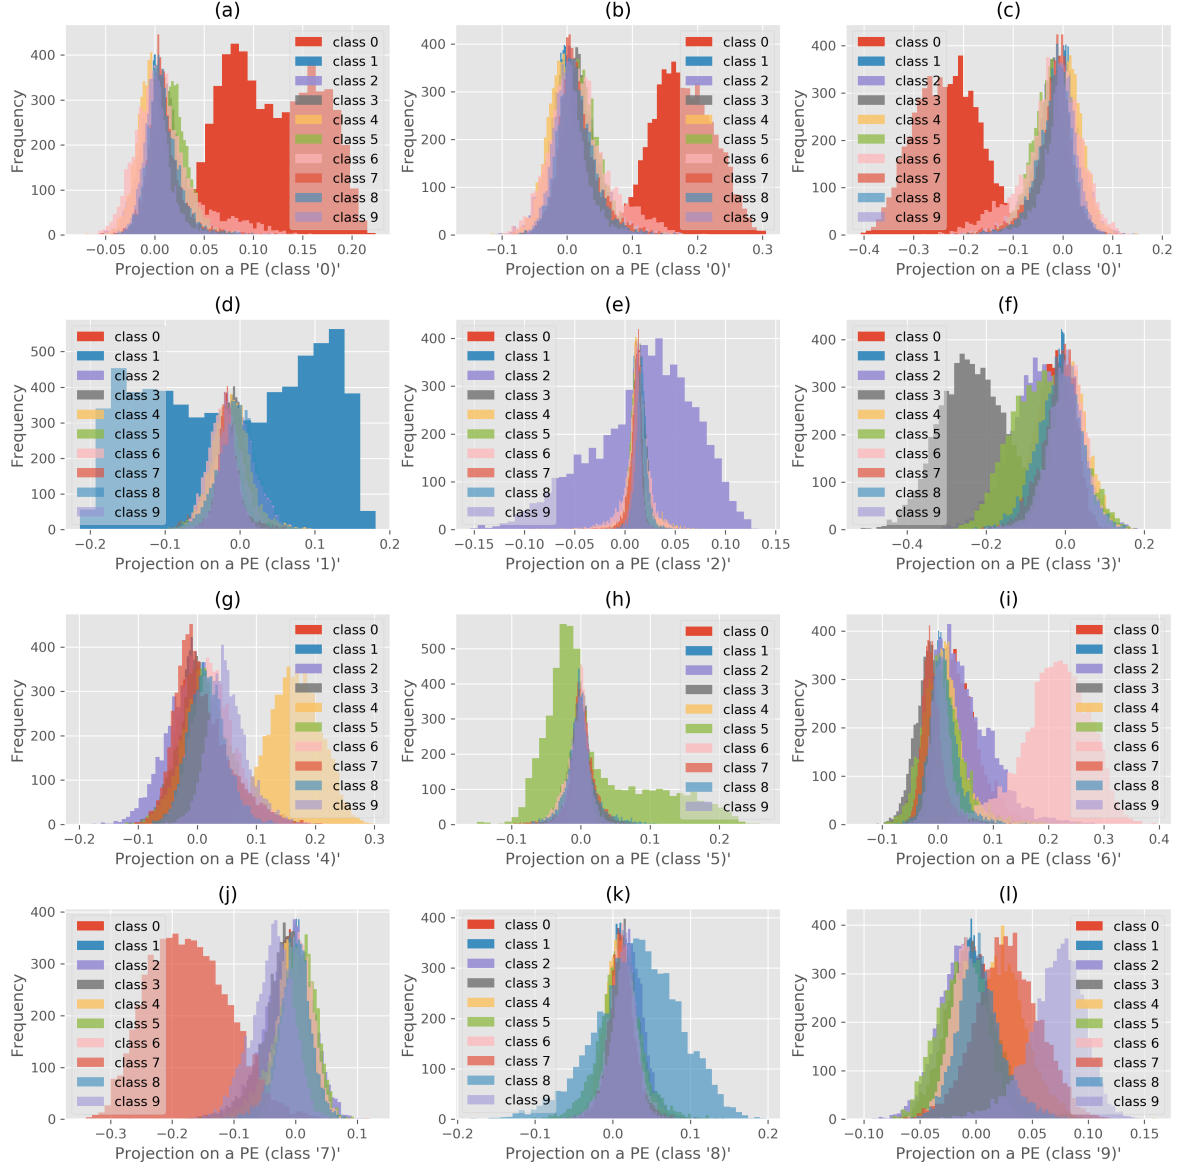 (a)
Frequency
400
300
200
100
0
class 0
class 1
class 2
class 3
class 4
class 5
class 6
class 7
class 8
class 9
−0.05 0.00 0.05 0.10 0.15 0.20
Projection on a PE (class '0)'
(b)
Frequency
400
300
200
100
0
class 0
class 1
class 2
class 3
class 4
class 5
class 6
class 7
class 8
class 9
−0.1 0.0 0.1 0.2 0.3
Projection on a PE (class '0)'
(c)
Frequency
400
300
200
100
0
class 0
class 1
class 2
class 3
class 4
class 5
class 6
class 7
class 8
class 9
−0.4 −0.3 −0.2 −0.1 0.0 0.1 0.2
Projection on a PE (class '0)'
(d)
Frequency
500
400
300
200
100
0
class 0
class 1
class 2
class 3
class 4
class 5
class 6
class 7
class 8
class 9
−0.2 −0.1 0.0 0.1 0.2
Projection on a PE (class '1)'
(e)
Frequency
400
300
200
100
0
class 0
class 1
class 2
class 3
class 4
class 5
class 6
class 7
class 8
class 9
−0.15 −0.10 −0.05 0.00 0.05 0.10 0.15
Projection on a PE (class '2)'
(f)
Frequency
400
300
200
100
0
class 0
class 1
class 2
class 3
class 4
class 5
class 6
class 7
class 8
class 9
−0.4 −0.2 0.0 0.2
Projection on a PE (class '3)'
(g)
Frequency
400
300
200
100
0
class 0
class 1
class 2
class 3
class 4
class 5
class 6
class 7
class 8
class 9
−0.2 −0.1 0.0 0.1 0.2 0.3
Projection on a PE (class '4)'
(h)
Frequency
500
400
300
200
100
0
class 0
class 1
class 2
class 3
class 4
class 5
class 6
class 7
class 8
class 9
−0.1 0.0 0.1 0.2
Projection on a PE (class '5)'
(i)
Frequency
400
300
200
100
0
class 0
class 1
class 2
class 3
class 4
class 5
class 6
class 7
class 8
class 9
−0.1 0.0 0.1 0.2 0.3 0.4
Projection on a PE (class '6)'
(j)
Frequency
400
300
200
100
0
class 0
class 1
class 2
class 3
class 4
class 5
class 6
class 7
class 8
class 9
−0.3 −0.2 −0.1 0.0 0.1
Projection on a PE (class '7)'
(k)
Frequency
400
300
200
100
0
class 0
class 1
class 2
class 3
class 4
class 5
class 6
class 7
class 8
class 9
−0.2 −0.1 0.0 0.1 0.2
Projection on a PE (class '8)'
(l)
Frequency
400
300
200
100
0
class 0
class 1
class 2
class 3
class 4
class 5
class 6
class 7
class 8
class 9
−0.10 −0.05 0.00 0.05 0.10 0.15
Projection on a PE (class '9)'